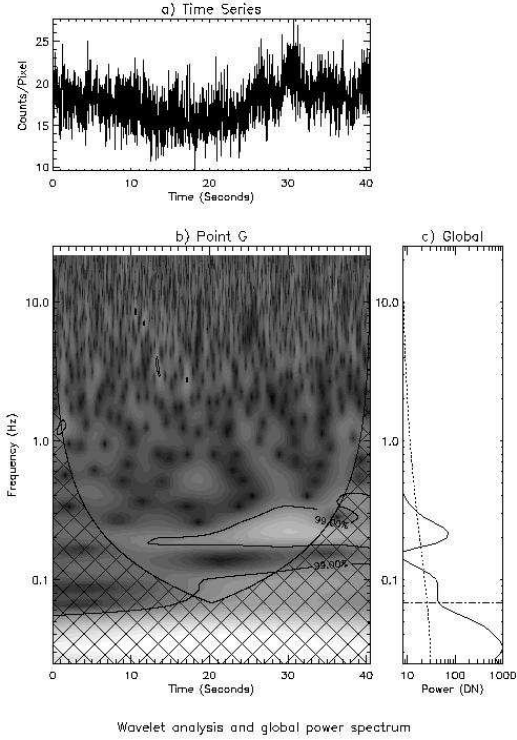 a) Time Series
Counts/Pixel
25
20
15
10
0 10 20 30 40
Time (Seconds)
b) Point G
c) Global
Frequency (Hz)
10.0
1.0
0.1
10.0
1.0
0.1
99.00%
99.00%
0 10 20 30 40
Time (Seconds)
10 100 1000
Power (DN)
Wavelet analysis and global power spectrum